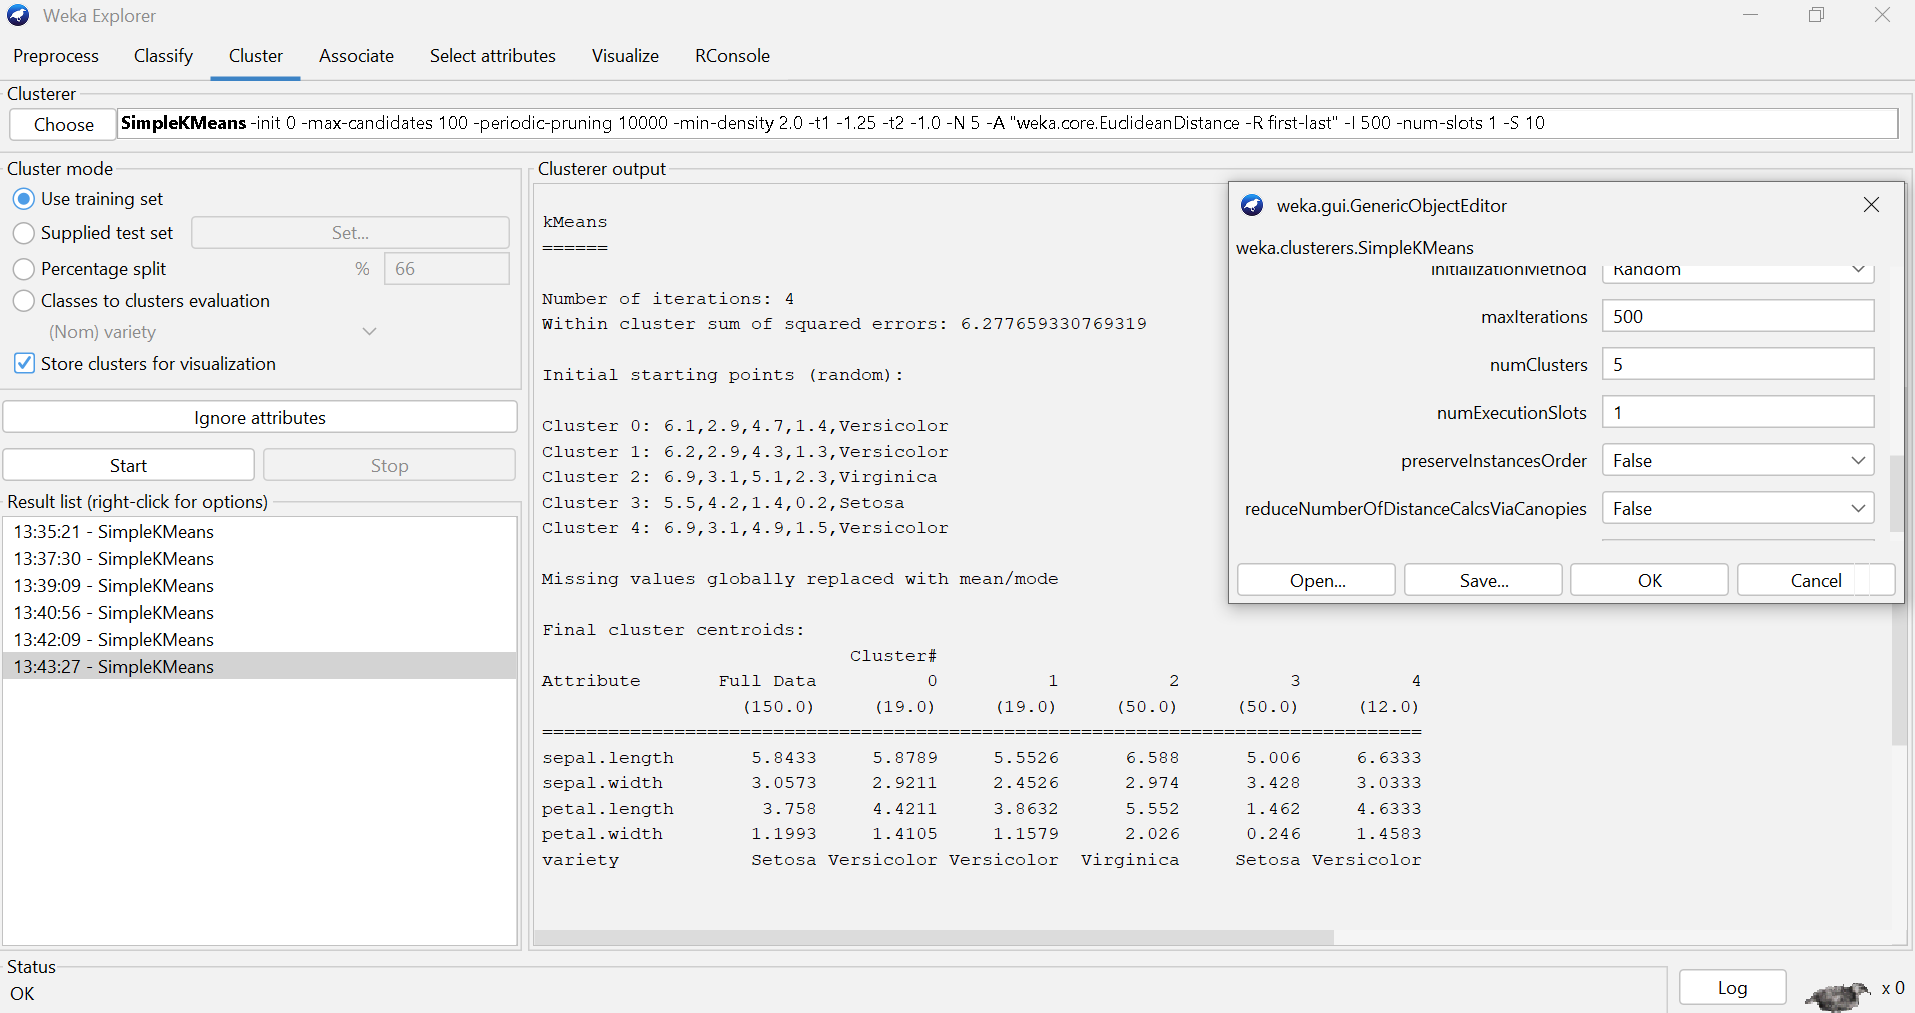 Weka Explorer
Preprocess Classify Cluster Associate Select attributes Visualize RConsole
Clusterer
Choose SimpleKMeans -init 0 -max-candidates 100 -periodic-pruning 10000 -min-density 2.0 -t1 -1.25 -t2 -1.0 -N 5 -A "weka.core.EuclideanDistance -R first-last" -I 500 -num-slots 1 -S 10
Cluster mode
Use training set
Supplied test set Set...
Percentage split % 66
Classes to clusters evaluation
(Nom) variety
Store clusters for visualization
Ignore attributes
Start Stop
Result list (right-click for options)
13:35:21 - SimpleKMeans
13:37:30 - SimpleKMeans
13:39:09 - SimpleKMeans
13:40:56 - SimpleKMeans
13:42:09 - SimpleKMeans
13:43:27 - SimpleKMeans
Clusterer output
kMeans
======
Number of iterations: 4
Within cluster sum of squared errors: 6.277659330769319
Initial starting points (random):
Cluster 0: 6.1,2.9,4.7,1.4,Versicolor
Cluster 1: 6.2,2.9,4.3,1.3,Versicolor
Cluster 2: 6.9,3.1,5.1,2.3,Virginica
Cluster 3: 5.5,4.2,1.4,0.2,Setosa
Cluster 4: 6.9,3.1,4.9,1.5,Versicolor
Missing values globally replaced with mean/mode
Final cluster centroids:
Cluster#
Attribute Full Data 0 1 2 3 4
(150.0) (19.0) (19.0) (50.0) (50.0) (12.0)
================================================================================
sepal.length 5.8433 5.8789 5.5526 6.588 5.006 6.6333
sepal.width 3.0573 2.9211 2.4526 2.974 3.428 3.0333
petal.length 3.758 4.4211 3.8632 5.552 1.462 4.6333
petal.width 1.1993 1.4105 1.1579 2.026 0.246 1.4583
variety Setosa Versicolor Versicolor Virginica Setosa Versicolor
weka.gui.GenericObjectEditor
weka.clusterers.SimpleKMeans
initializationMethod Random
maxIterations 500
numClusters 5
numExecutionSlots 1
preserveInstancesOrder False
reduceNumberOfDistanceCalcsViaCanopies False
Open... Save... OK Cancel
Status
OK
Log x 0